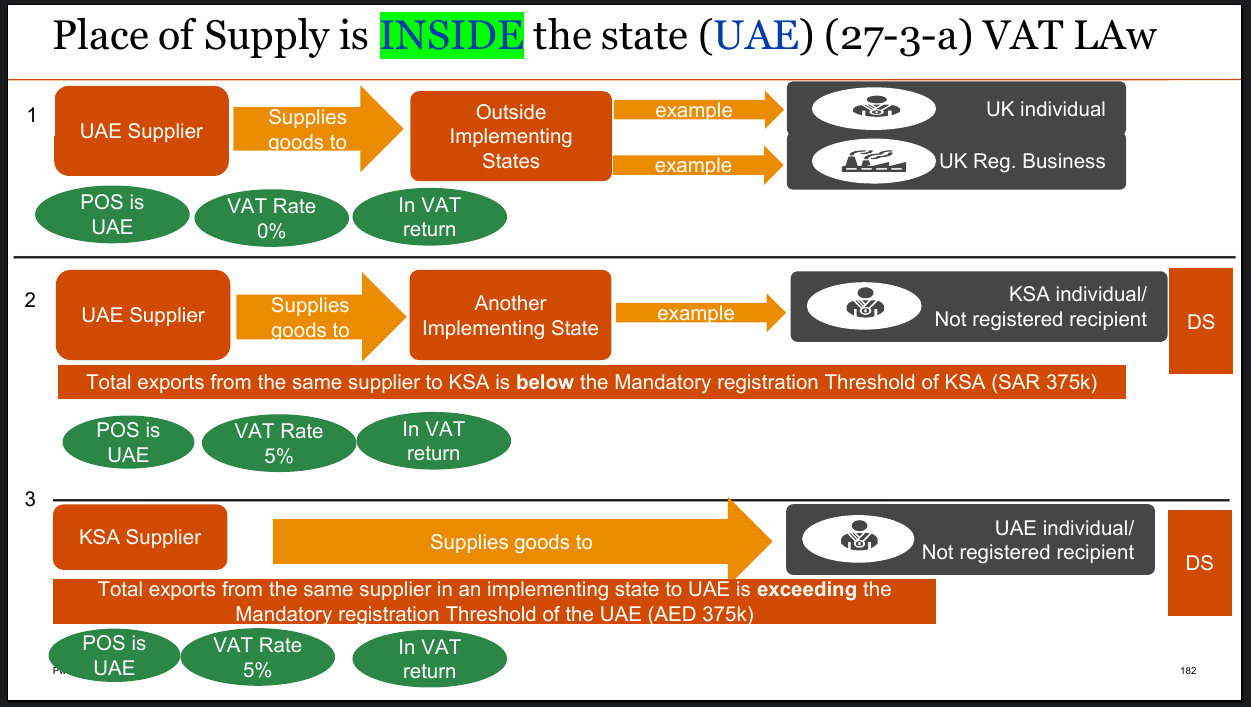 Place of Supply is INSIDE the state (UAE) (27-3-a) VAT LAw
1
UAE Supplier
Supplies
goods to
Outside
Implementing
States
example
UK individual
example
UK Reg. Business
POS is
UAE
VAT Rate
0%
In VAT
return
2
UAE Supplier
Supplies
goods to
Another
Implementing State
example
KSA individual/
Not registered recipient
DS
Total exports from the same supplier to KSA is below the Mandatory registration Threshold of KSA (SAR 375k)
POS is
UAE
VAT Rate
5%
In VAT
return
3
KSA Supplier
Supplies goods to
UAE individual/
Not registered recipient
DS
Total exports from the same supplier in an implementing state to UAE is exceeding the
Mandatory registration Threshold of the UAE (AED 375k)
POS is
UAE
VAT Rate
5%
In VAT
return
182